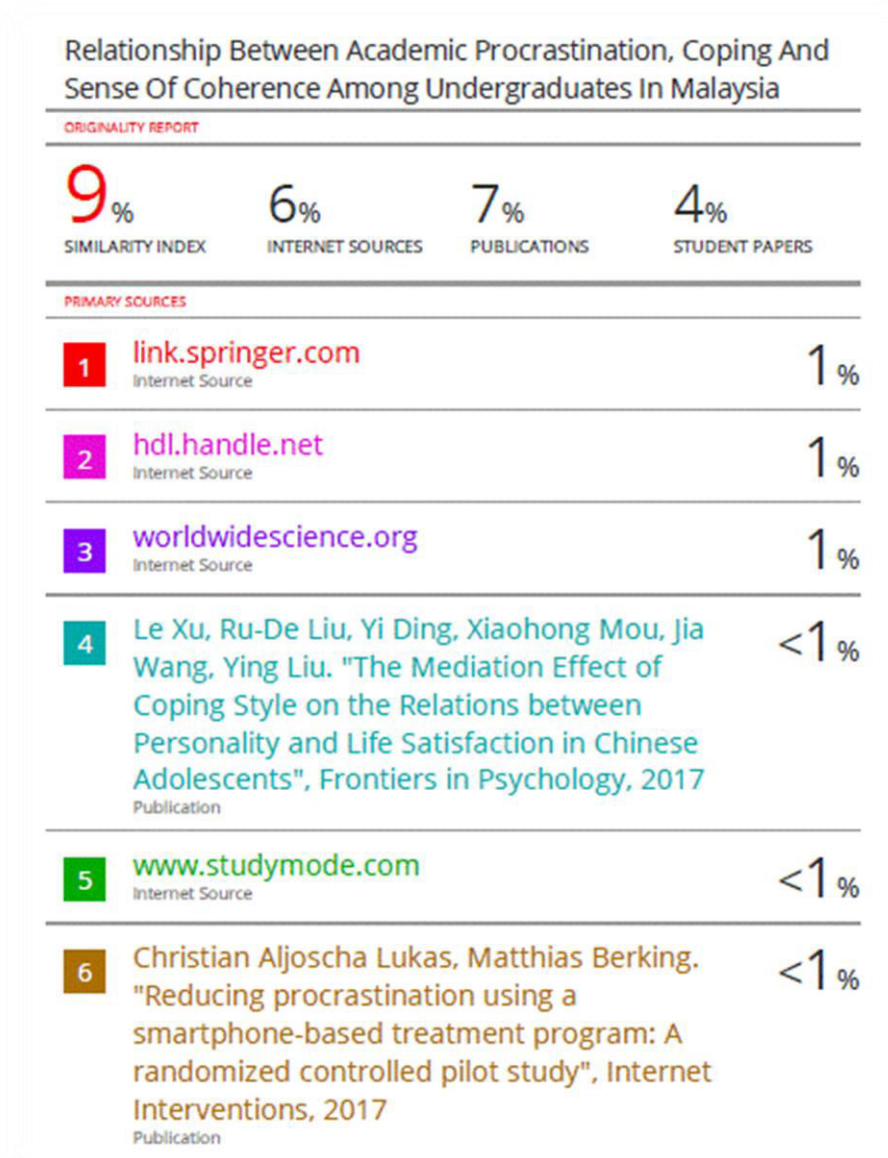 Relationship Between Academic Procrastination, Coping And
Sense Of Coherence Among Undergraduates In Malaysia
ORIGINALITY REPORT
9%
SIMILARITY INDEX
6%
INTERNET SOURCES
7%
PUBLICATIONS
4%
STUDENT PAPERS
PRIMARY SOURCES
1
link.springer.com
Internet Source
1%
2
hdl.handle.net
Internet Source
1%
3
worldwidescience.org
Internet Source
1%
4
Le Xu, Ru-De Liu, Yi Ding, Xiaohong Mou, Jia
Wang, Ying Liu. "The Mediation Effect of
Coping Style on the Relations between
Personality and Life Satisfaction in Chinese
Adolescents", Frontiers in Psychology, 2017
Publication
<1%
5
www.studymode.com
Internet Source
<1%
6
Christian Aljoscha Lukas, Matthias Berking.
"Reducing procrastination using a
smartphone-based treatment program: A
randomized controlled pilot study", Internet
Interventions, 2017
Publication
<1%